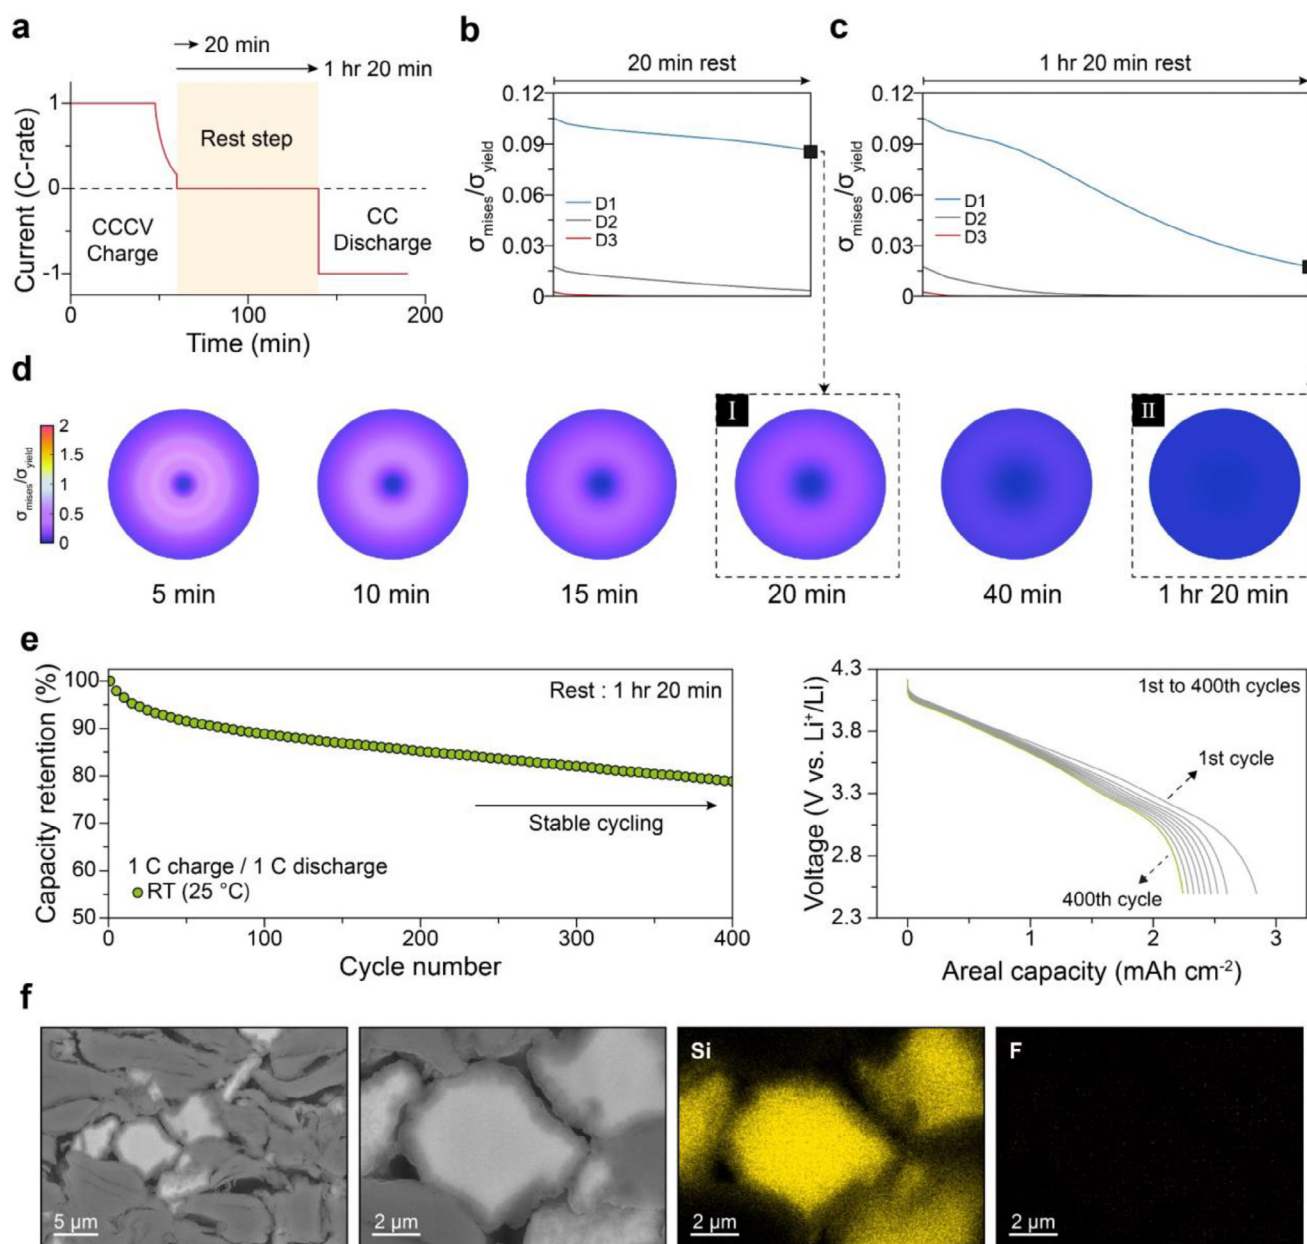 a
→ 20 min
1 hr 20 min
1
0
-1
Current (C-rate)
Rest step
CCCV
Charge
CC
Discharge
0
100
200
Time (min)
b
20 min rest
0.12
0.09
0.06
0.03
0
σmises/σyield
D1
D2
D3
c
1 hr 20 min rest
0.12
0.09
0.06
0.03
0
σmises/σyield
D1
D2
D3
d
2
1.5
1
0.5
0
σmises/σyield
I
II
5 min
10 min
15 min
20 min
40 min
1 hr 20 min
e
100
90
80
70
60
50
Capacity retention (%)
Rest : 1 hr 20 min
Stable cycling
1 C charge / 1 C discharge
RT (25 °C)
0
100
200
300
400
Cycle number
4.3
3.8
3.3
2.8
2.3
Voltage (V vs. Li⁺/Li)
1st to 400th cycles
1st cycle
400th cycle
0
1
2
3
Areal capacity (mAh cm⁻²)
f
5 μm
2 μm
Si
2 μm
F
2 μm